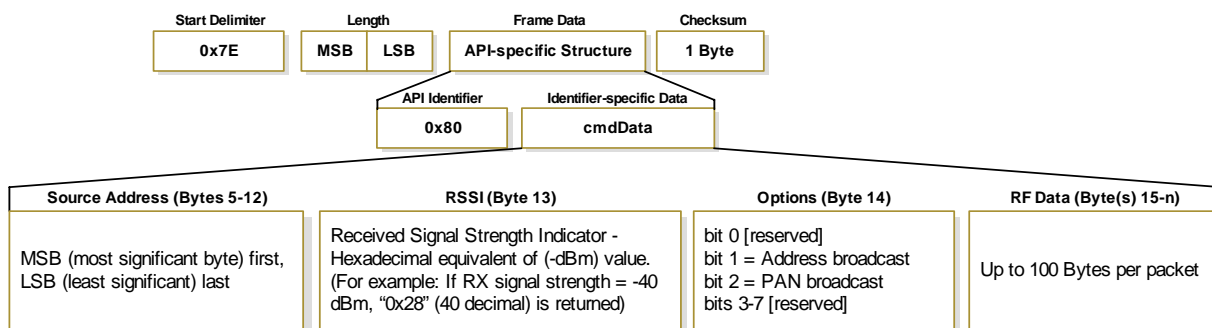 Start Delimiter Length Frame Data Checksum
0x7E MSB LSB API-specific Structure 1 Byte
API Identifier Identifier-specific Data
0x80 cmdData
Source Address (Bytes 5-12)
MSB (most significant byte) first,
LSB (least significant) last
RSSI (Byte 13)
Received Signal Strength Indicator -
Hexadecimal equivalent of (-dBm) value.
(For example: If RX signal strength = -40
dBm, “0x28” (40 decimal) is returned)
Options (Byte 14)
bit 0 [reserved]
bit 1 = Address broadcast
bit 2 = PAN broadcast
bits 3-7 [reserved]
RF Data (Byte(s) 15-n)
Up to 100 Bytes per packet